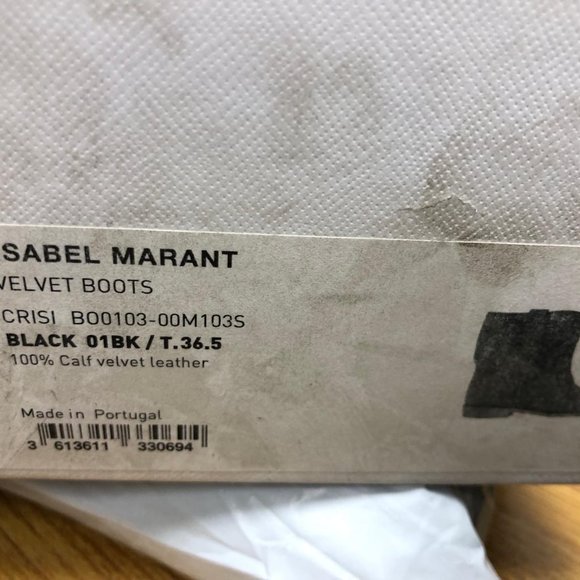 SABEL MARANT
VELVET BOOTS
CRISI BO0103-00M103S
BLACK 01BK / T.36.5
100% Calf velvet leather
Made in Portugal
3 613611 330694